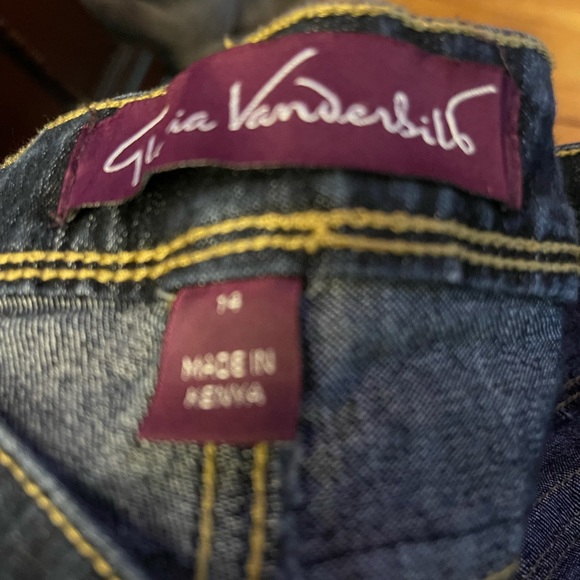 Gloria Vanderbilt
14
MADE IN
KENYA